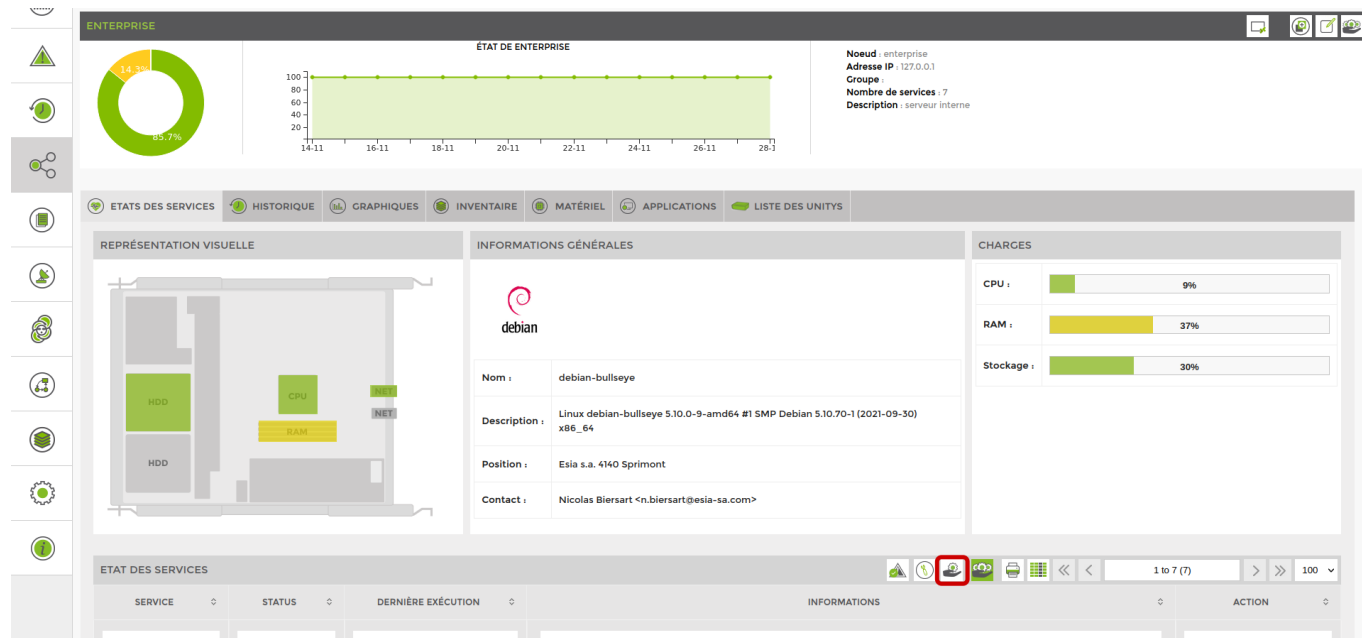 ENTERPRISE
14.3%
85.7%
ÉTAT DE ENTERPRISE
100
80
60
40
20
14-11 16-11 18-11 20-11 22-11 24-11 26-11 28-1
Noeud : enterprise
Adresse IP : 127.0.0.1
Groupe :
Nombre de services : 7
Description : serveur interne
ETATS DES SERVICES HISTORIQUE GRAPHIQUES INVENTAIRE MATÉRIEL APPLICATIONS LISTE DES UNITYS
REPRÉSENTATION VISUELLE
HDD
HDD
CPU
RAM
NET
NET
INFORMATIONS GÉNÉRALES
debian
Nom : debian-bullseye
Description : Linux debian-bullseye 5.10.0-9-amd64 #1 SMP Debian 5.10.70-1 (2021-09-30)
x86_64
Position : Esia s.a. 4140 Sprimont
Contact : Nicolas Biersart <n.biersart@esia-sa.com>
CHARGES
CPU : 9%
RAM : 37%
Stockage : 30%
ETAT DES SERVICES
1 to 7 (7)
100
SERVICE STATUS DERNIÈRE EXÉCUTION INFORMATIONS ACTION